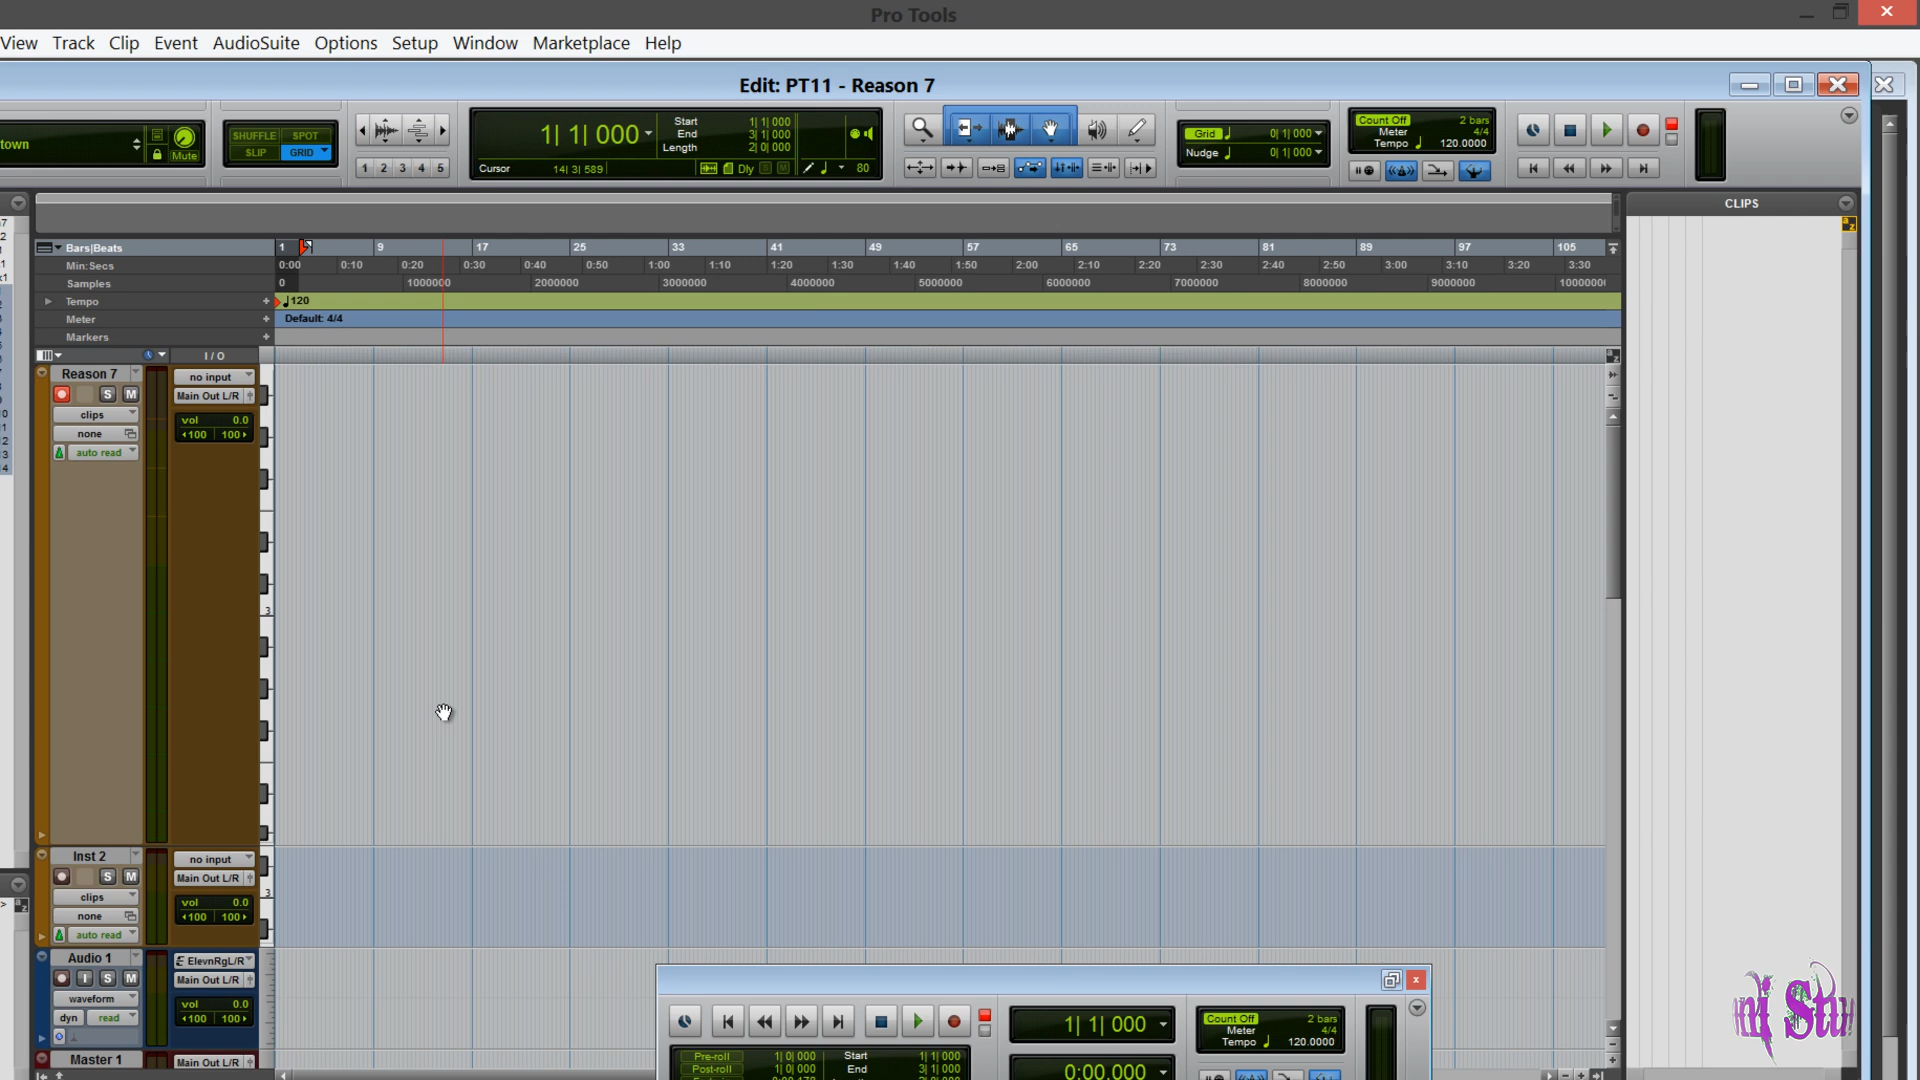 Pro Tools
View Track Clip Event AudioSuite Options Setup Window Marketplace Help
Edit: PT11 - Reason 7
town
Mute
SHUFFLE SPOT
SLIP GRID
1 2 3 4 5
1| 1| 000
Start 1| 1| 000
End 3| 1| 000
Length 2| 0| 000
Cursor 14| 3| 589
Dly S M 80
Grid 0| 1| 000
Nudge 0| 1| 000
Count Off 2 bars
Meter 4/4
Tempo 120.0000
CLIPS
Bars|Beats 1 9 17 25 33 41 49 57 65 73 81 89 97 105
Min:Secs 0:00 0:10 0:20 0:30 0:40 0:50 1:00 1:10 1:20 1:30 1:40 1:50 2:00 2:10 2:20 2:30 2:40 2:50 3:00 3:10 3:20 3:30
Samples 0 1000000 2000000 3000000 4000000 5000000 6000000 7000000 8000000 9000000 1000000
Tempo 120
Meter Default: 4/4
Markers
I / O
Reason 7
no input
S M
Main Out L/R
clips
vol 0.0
none
100 100
auto read
3
Inst 2
no input
S M
Main Out L/R
clips
vol 0.0
none
100 100
auto read
3
Audio 1
ElevnRgL/R
I S M
Main Out L/R
waveform
vol 0.0
dyn read
100 100
Master 1
Main Out L/R
1| 1| 000
Count Off 2 bars
Meter 4/4
Tempo 120.0000
Pre-roll 1| 0| 000
Start 1| 1| 000
Post-roll 1| 0| 000
End 3| 1| 000
0:00.000